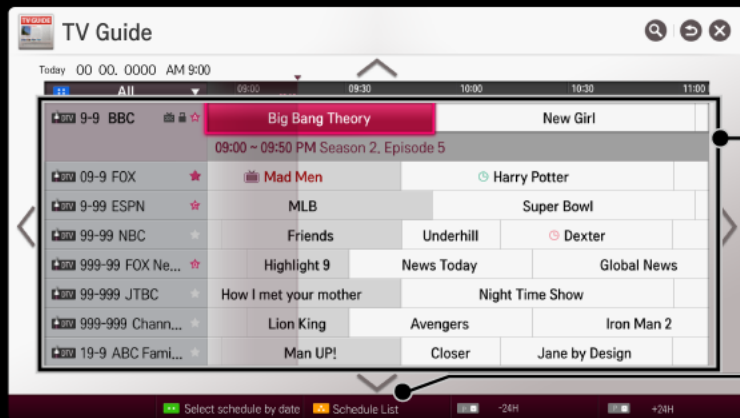 TV GUIDE
TV Guide
Today 00 00. 0000 AM 9:00
All 09:00 09:30 10:00 10:30 11:00
DTV 9-9 BBC Big Bang Theory New Girl
09:00 ~ 09:50 PM Season 2, Episode 5
DTV 09-9 FOX Mad Men Harry Potter
DTV 9-99 ESPN MLB Super Bowl
DTV 99-99 NBC Friends Underhill Dexter
DTV 999-99 FOX Ne... Highlight 9 News Today Global News
DTV 99-999 JTBC How I met your mother Night Time Show
DTV 999-999 Chann... Lion King Avengers Iron Man 2
DTV 19-9 ABC Fami... Man UP! Closer Jane by Design
Select schedule by date Schedule List -24H +24H